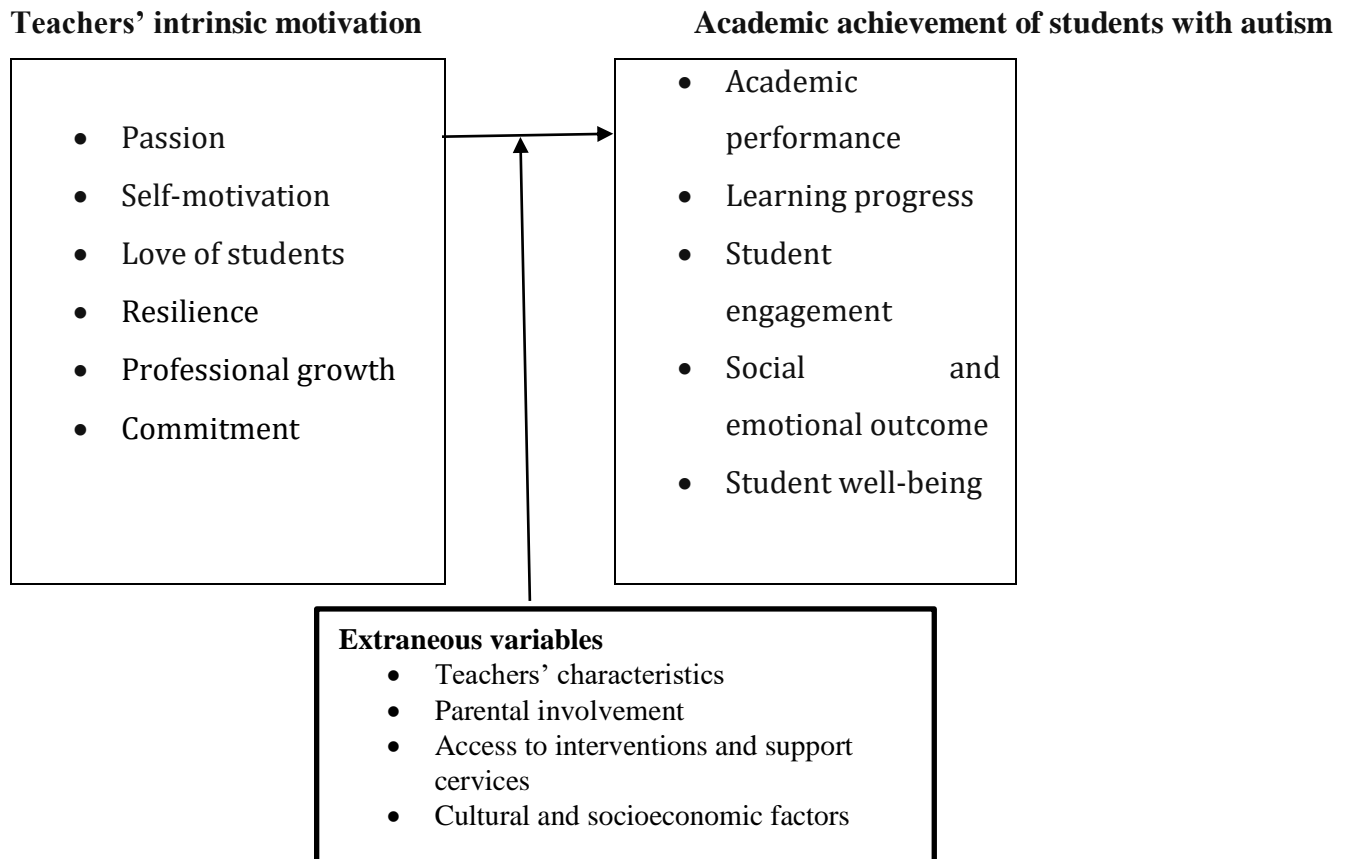 Teachers’ intrinsic motivation
Academic achievement of students with autism
• Passion
• Self-motivation
• Love of students
• Resilience
• Professional growth
• Commitment
• Academic
performance
• Learning progress
• Student
engagement
• Social and
emotional outcome
• Student well-being
Extraneous variables
• Teachers’ characteristics
• Parental involvement
• Access to interventions and support
cervices
• Cultural and socioeconomic factors